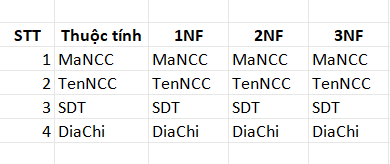 STT Thuộc tính 1NF 2NF 3NF
1 MaNCC MaNCC MaNCC MaNCC
2 TenNCC TenNCC TenNCC TenNCC
3 SDT SDT SDT SDT
4 DiaChi DiaChi DiaChi DiaChi